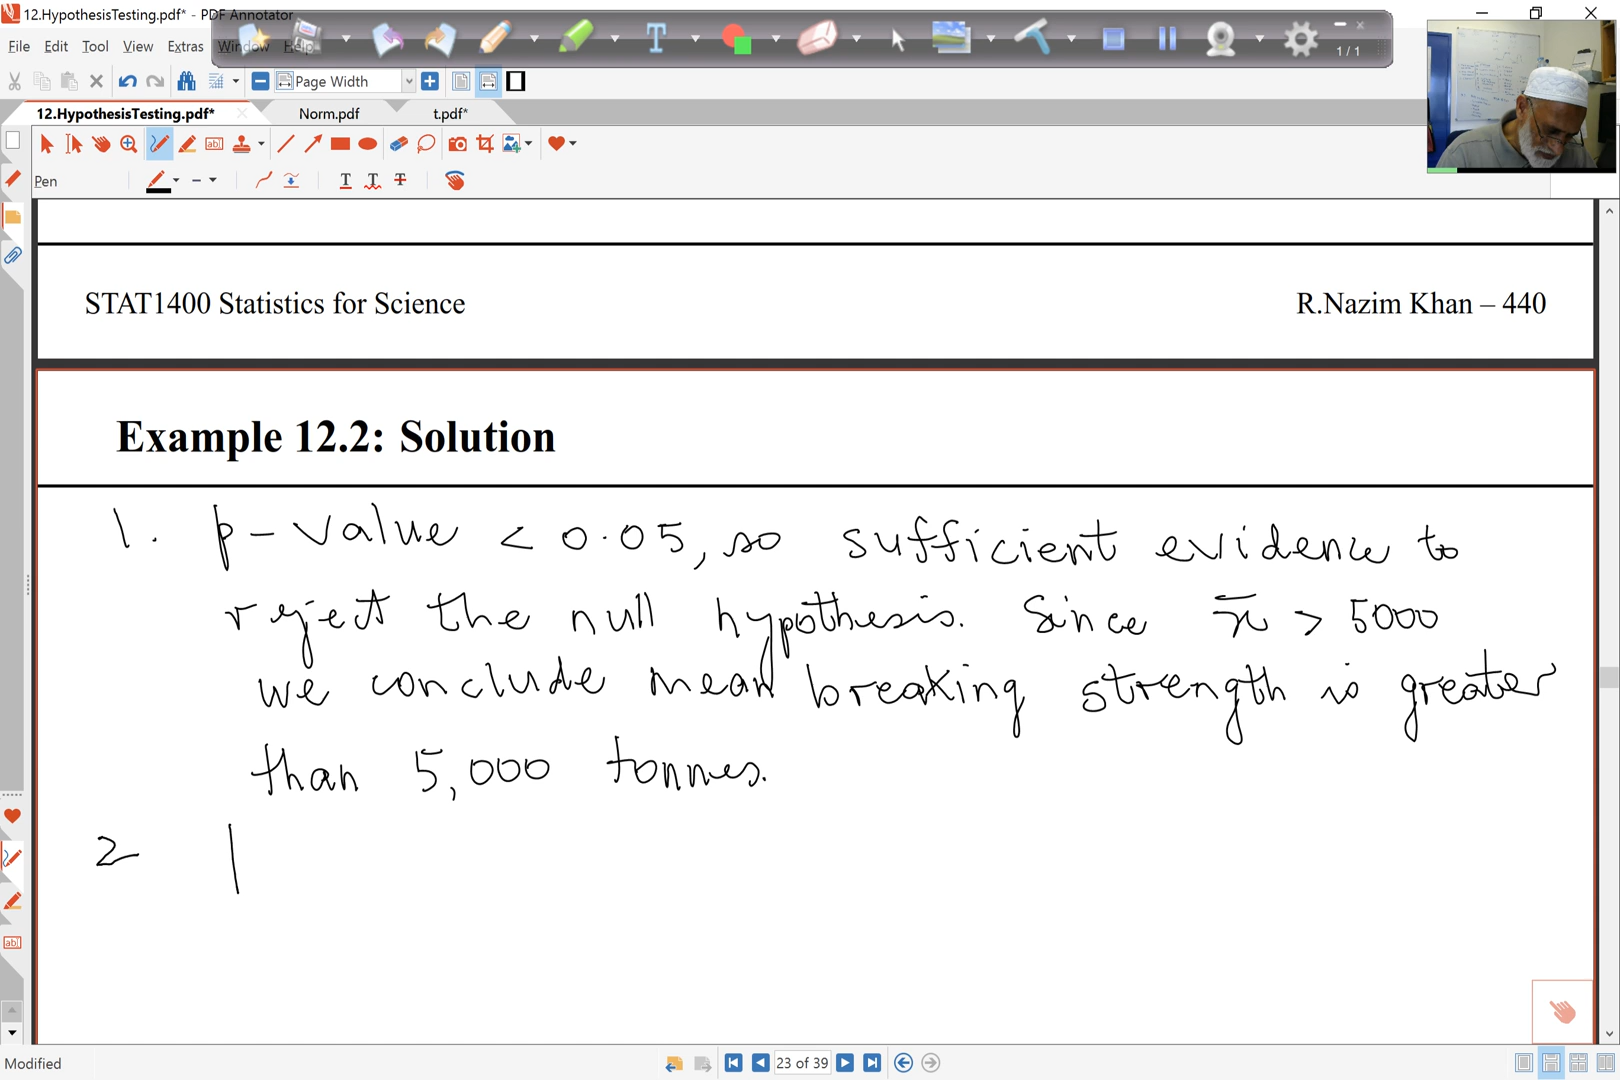 12.HypothesisTesting.pdf* - PDF Annotator
File Edit Tool View Extras Window Help
1 / 1
Page Width
12.HypothesisTesting.pdf* Norm.pdf t.pdf*
Pen
STAT1400 Statistics for Science R.Nazim Khan – 440
Example 12.2: Solution
1. p-value < 0.05, so sufficient evidence to
reject the null hypothesis. Since x̄ > 5000
we conclude mean breaking strength is greater
than 5,000 tonnes.
2
Modified 23 of 39